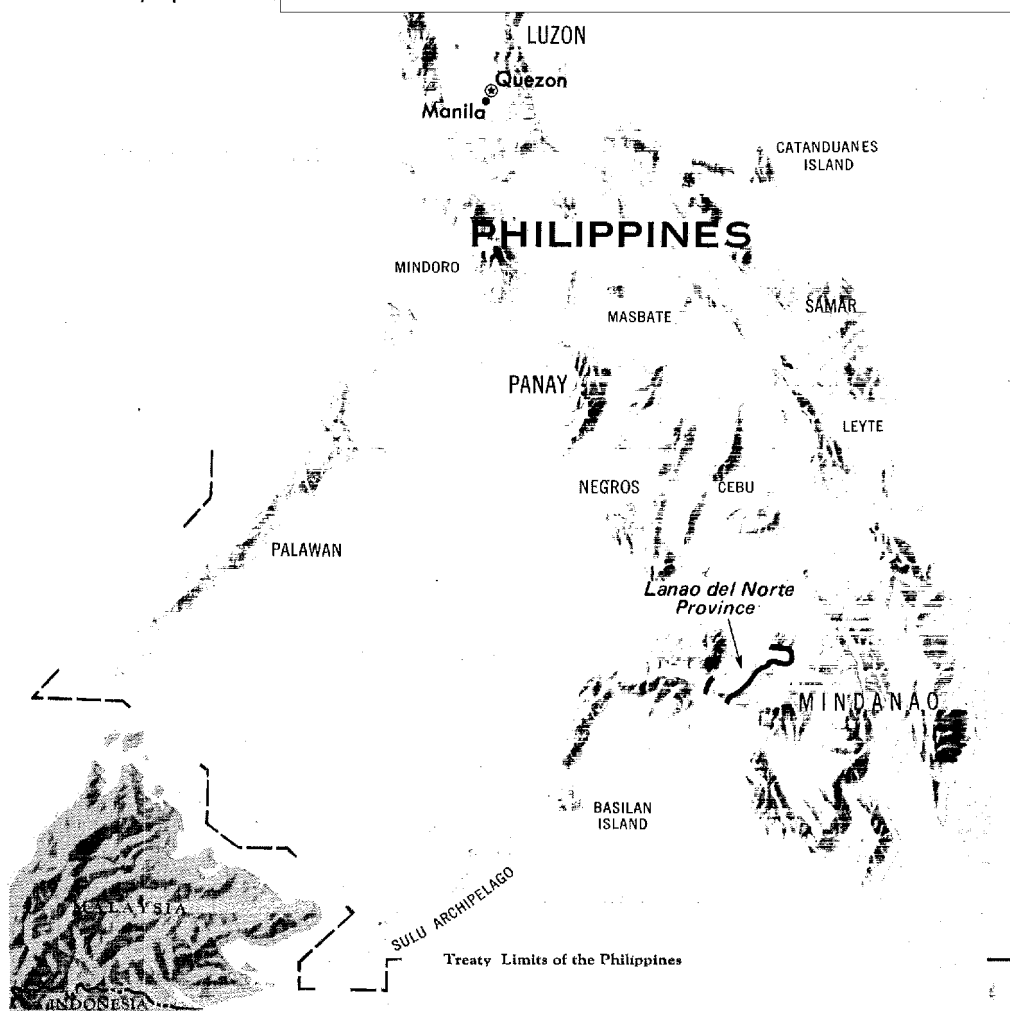 LUZON
Quezon
Manila
CATANDUANES
ISLAND
PHILIPPINES
MINDORO
MASBATE
SAMAR
PANAY
LEYTE
NEGROS
CEBU
PALAWAN
Lanao del Norte
Province
MINDANAO
BASILAN
ISLAND
MALAYSIA
SULU ARCHIPELAGO
Treaty Limits of the Philippines
INDONESIA